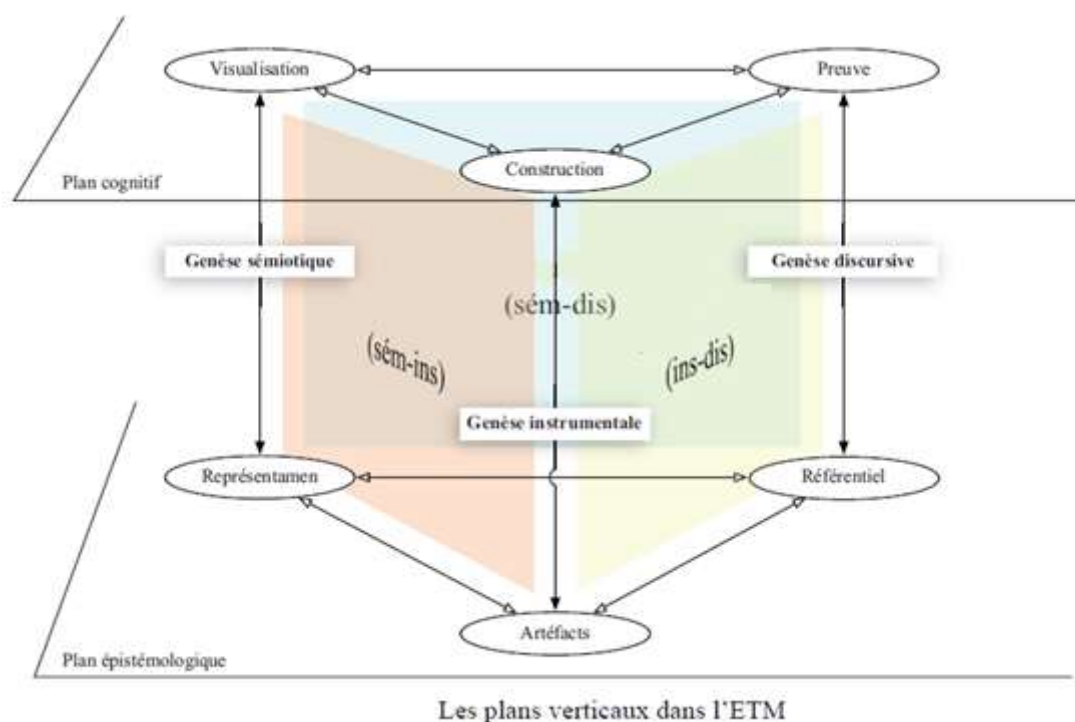 Visualisation
Preuve
Construction
Plan cognitif
Genèse sémiotique
Genèse discursive
(sém-dis)
(sém-ins)
(ins-dis)
Genèse instrumentale
Représentamen
Référentiel
Artéfacts
Plan épistémologique
Les plans verticaux dans l'ETM